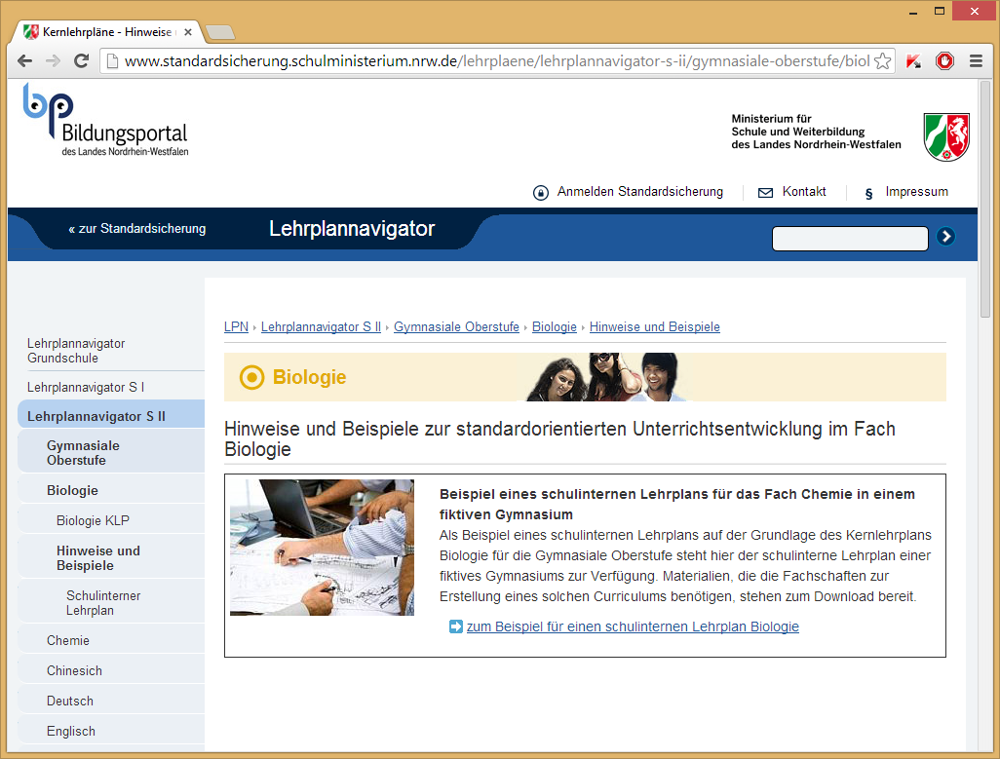 Kernlehrpläne - Hinweise
www.standardsicherung.schulministerium.nrw.de/lehrplaene/lehrplannavigator-s-ii/gymnasiale-oberstufe/biol
bp
Bildungsportal
des Landes Nordrhein-Westfalen
Ministerium für
Schule und Weiterbildung
des Landes Nordrhein-Westfalen
Anmelden Standardsicherung
Kontakt
§ Impressum
« zur Standardsicherung
Lehrplannavigator
LPN Lehrplannavigator S II Gymnasiale Oberstufe Biologie Hinweise und Beispiele
Lehrplannavigator
Grundschule
Lehrplannavigator S I
Lehrplannavigator S II
Gymnasiale
Oberstufe
Biologie
Biologie KLP
Hinweise und
Beispiele
Schulinterner
Lehrplan
Chemie
Chinesich
Deutsch
Englisch
Biologie
Hinweise und Beispiele zur standardorientierten Unterrichtsentwicklung im Fach
Biologie
Beispiel eines schulinternen Lehrplans für das Fach Chemie in einem
fiktiven Gymnasium
Als Beispiel eines schulinternen Lehrplans auf der Grundlage des Kernlehrplans
Biologie für die Gymnasiale Oberstufe steht hier der schulinterne Lehrplan einer
fiktives Gymnasiums zur Verfügung. Materialien, die die Fachschaften zur
Erstellung eines solchen Curriculums benötigen, stehen zum Download bereit.
zum Beispiel für einen schulinternen Lehrplan Biologie